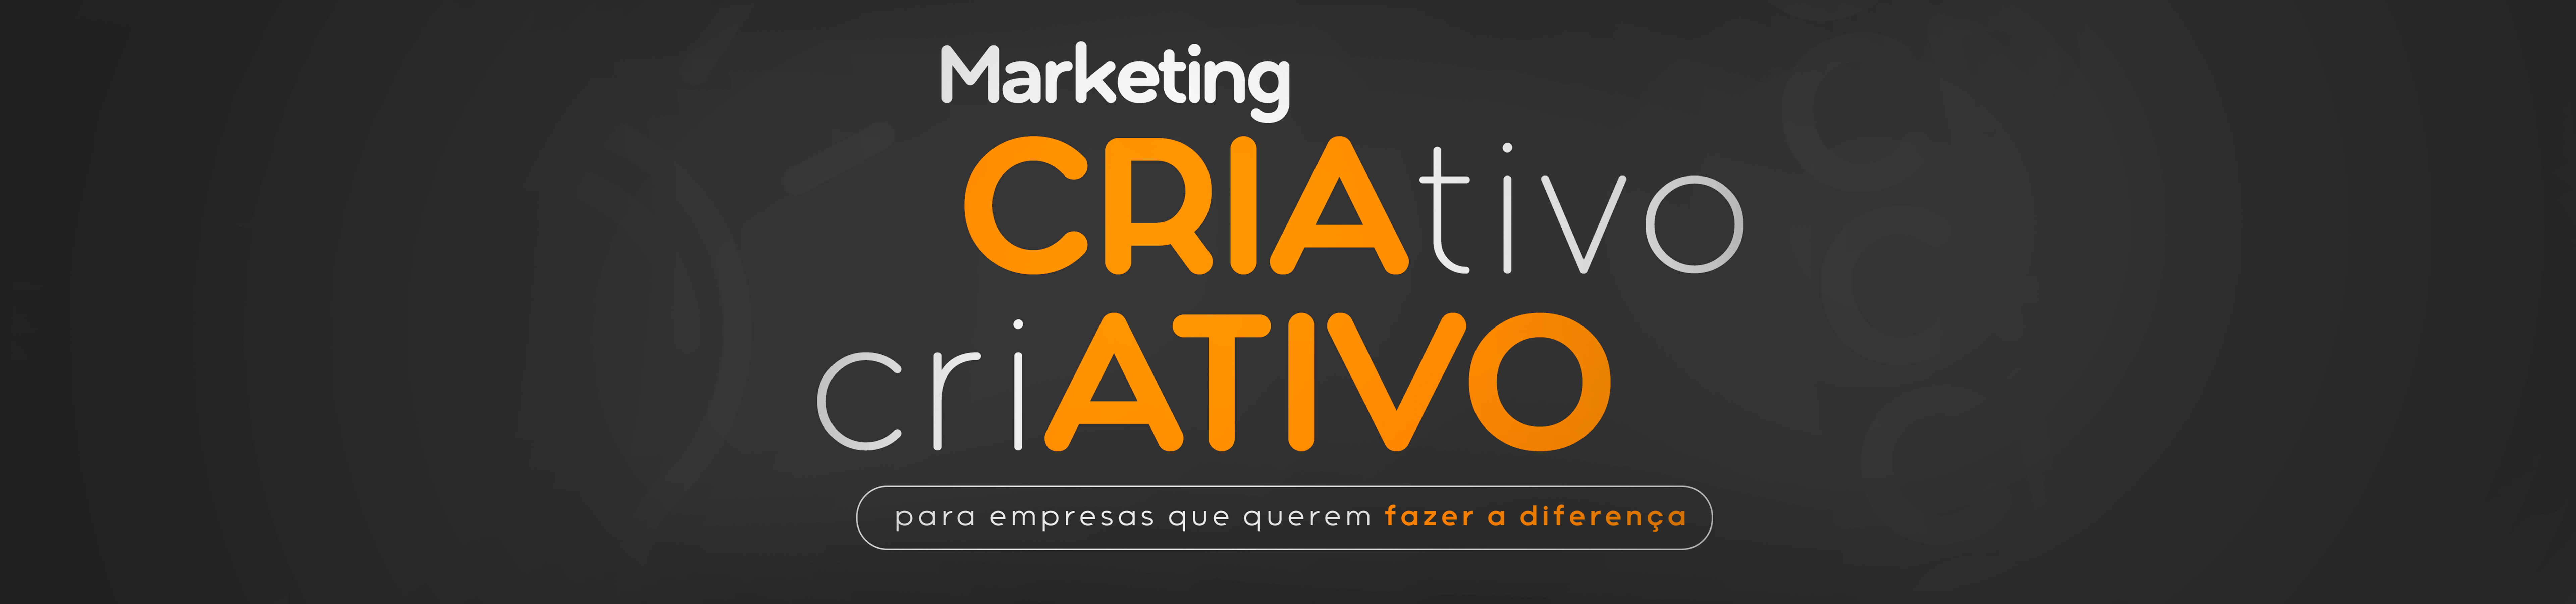 Marketing
CRIAtivo
criATIVO
para empresas que querem fazer a diferença